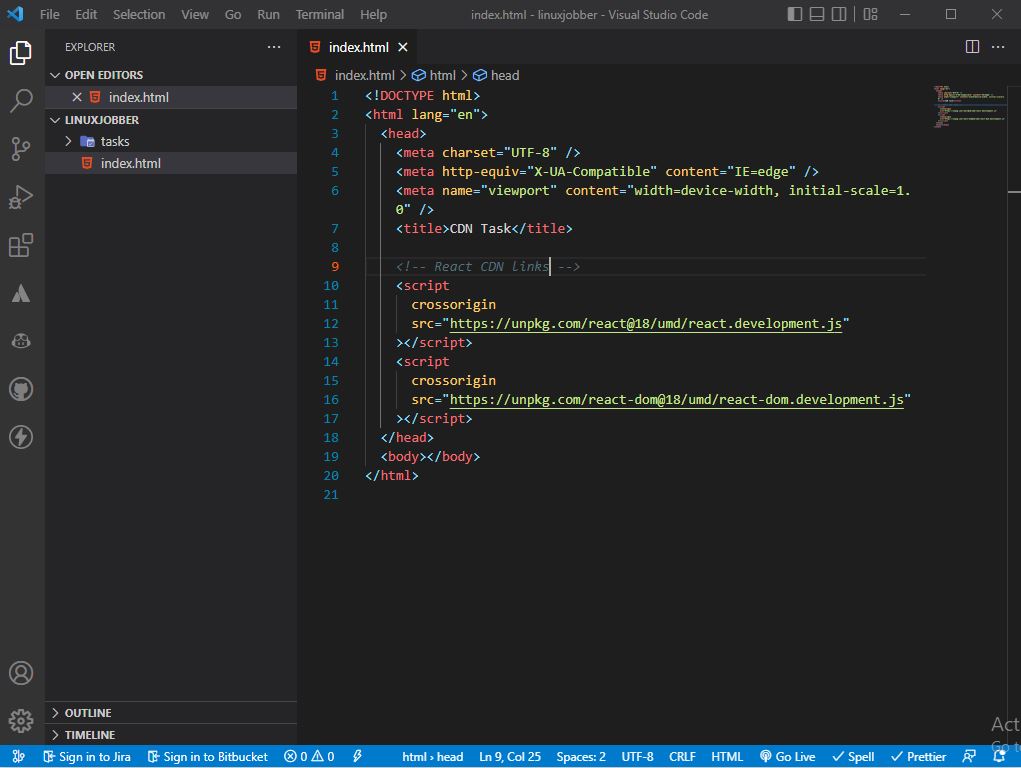 File Edit Selection View Go Run Terminal Help index.html - linuxjobber - Visual Studio Code
EXPLORER
OPEN EDITORS
index.html
LINUXJOBBER
tasks
index.html
OUTLINE
TIMELINE
index.html
index.html > html > head
1 <!DOCTYPE html>
2 <html lang="en">
3 <head>
4 <meta charset="UTF-8" />
5 <meta http-equiv="X-UA-Compatible" content="IE=edge" />
6 <meta name="viewport" content="width=device-width, initial-scale=1.
0" />
7 <title>CDN Task</title>
8
9 <!-- React CDN links -->
10 <script
11 crossorigin
12 src="https://unpkg.com/react@18/umd/react.development.js"
13 ></script>
14 <script
15 crossorigin
16 src="https://unpkg.com/react-dom@18/umd/react-dom.development.js"
17 ></script>
18 </head>
19 <body></body>
20 </html>
21
Act
Go to
Sign in to Jira Sign in to Bitbucket 0 0 html › head Ln 9, Col 25 Spaces: 2 UTF-8 CRLF HTML Go Live Spell Prettier